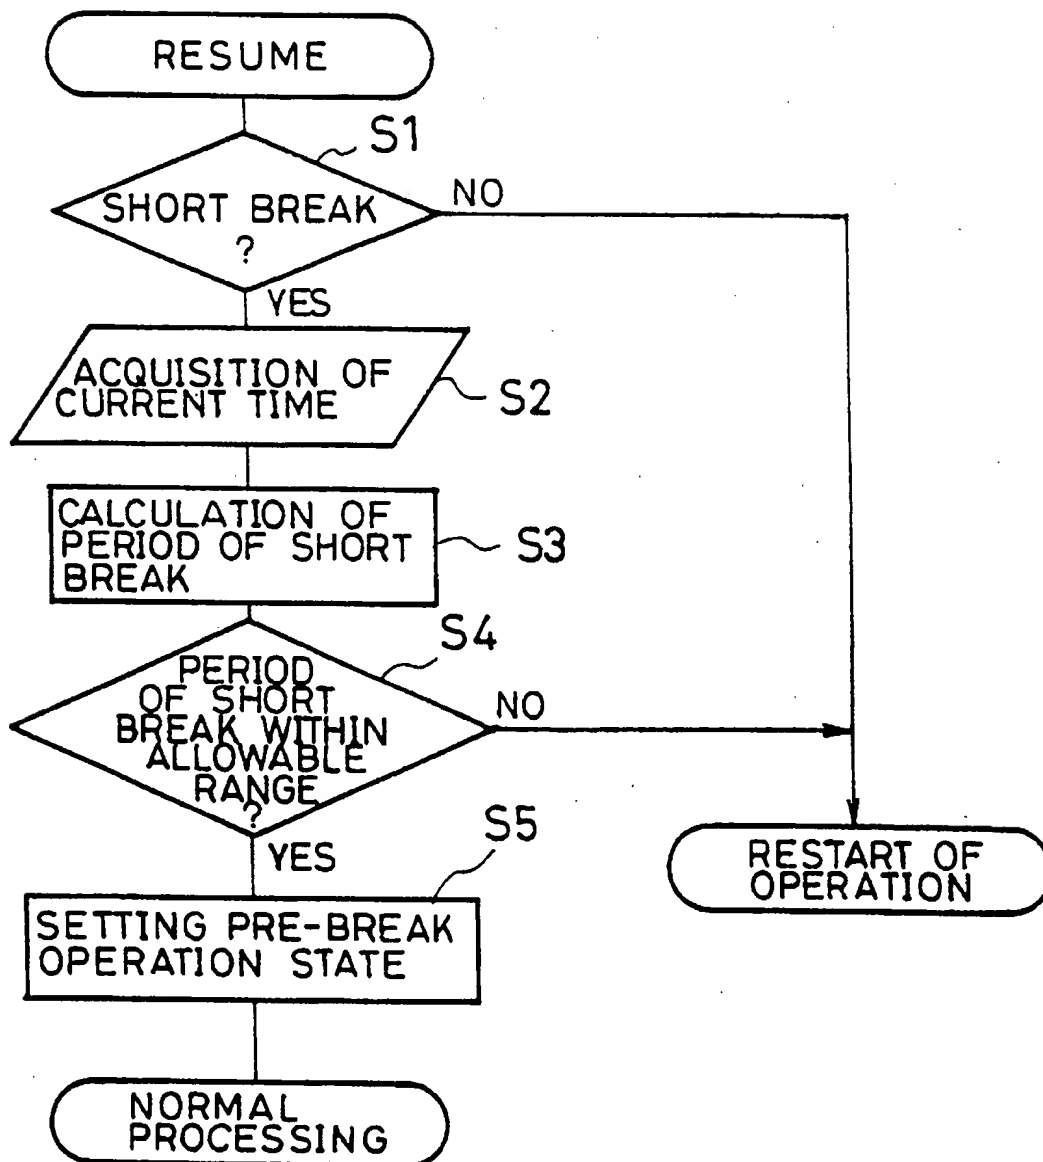 RESUME
S1
SHORT BREAK
?
NO
YES
ACQUISITION OF
CURRENT TIME
S2
CALCULATION OF
PERIOD OF SHORT
BREAK
S3
S4
PERIOD
OF SHORT
BREAK WITHIN
ALLOWABLE
RANGE
?
NO
YES
S5
RESTART OF
OPERATION
SETTING PRE-BREAK
OPERATION STATE
NORMAL
PROCESSING